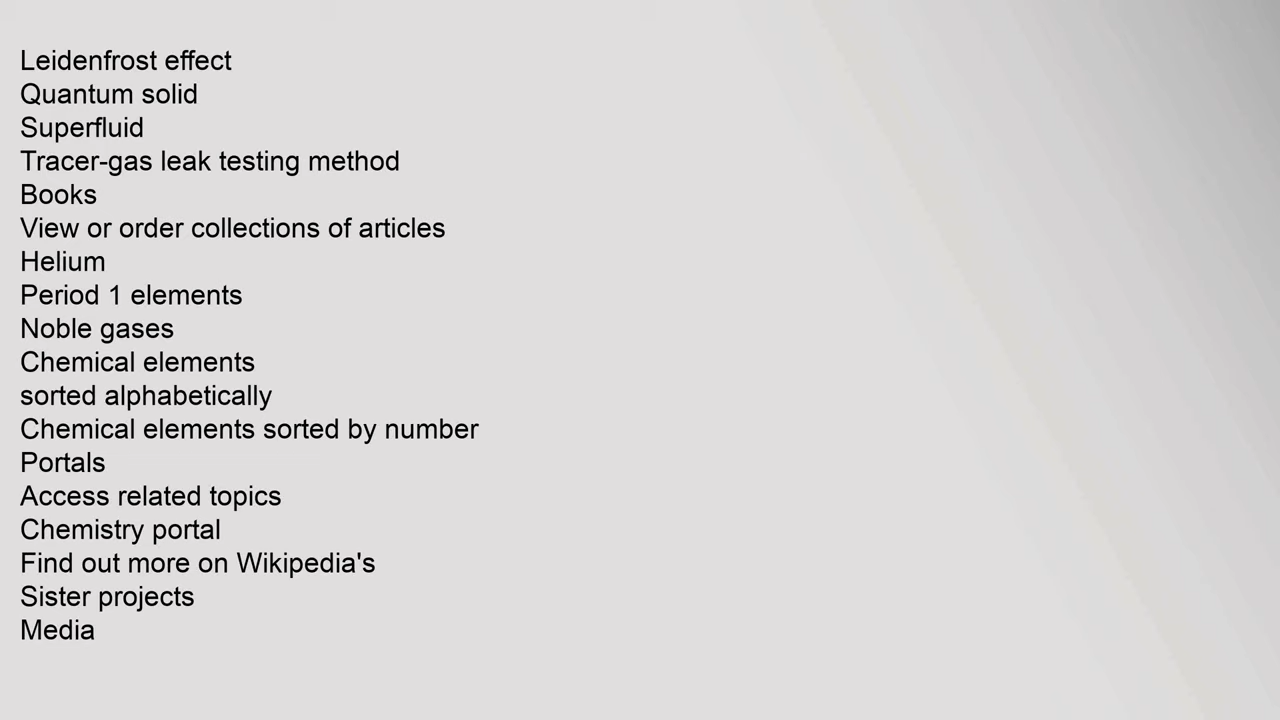 Leidenfrost effect
Quantum solid
Superfluid
Tracer-gas leak testing method
Books
View or order collections of articles
Helium
Period 1 elements
Noble gases
Chemical elements
sorted alphabetically
Chemical elements sorted by number
Portals
Access related topics
Chemistry portal
Find out more on Wikipedia's
Sister projects
Media